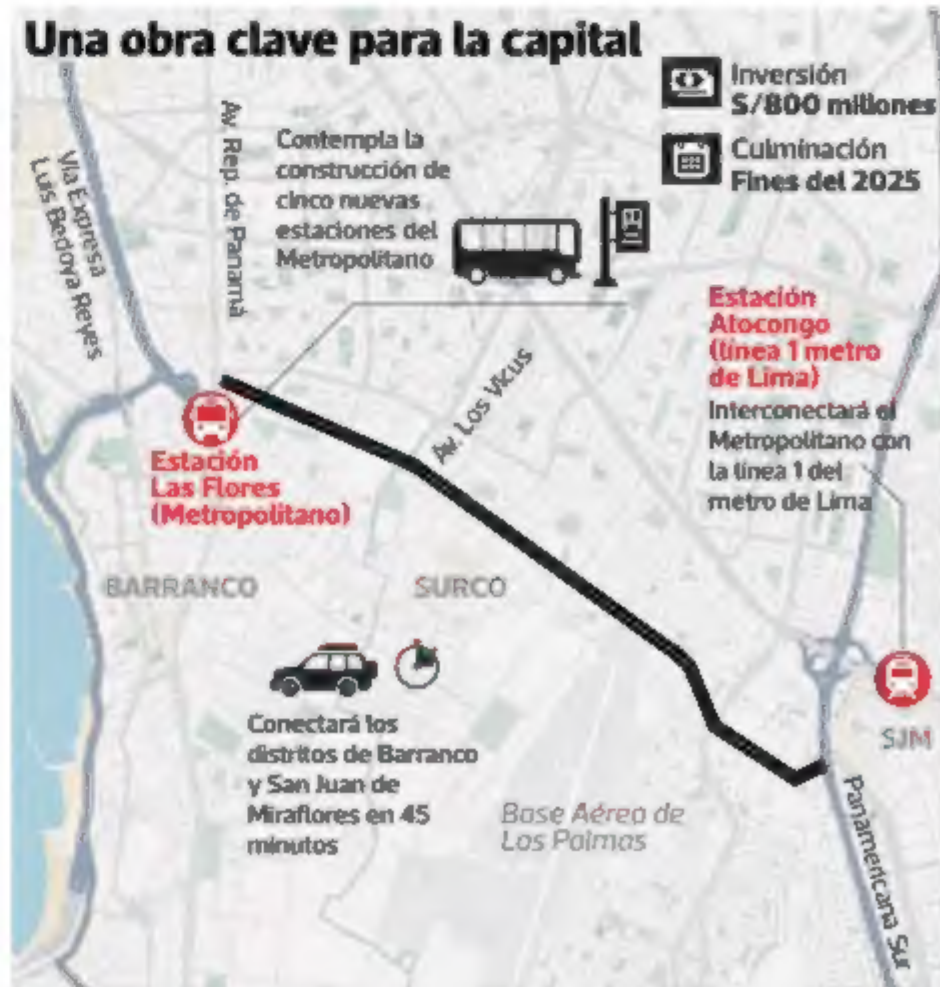 Una obra clave para la capital
Inversión
S/800 millones
Culminación
Fines del 2025
Vía Expresa
Luis Bedoya Reyes
Av. Rep. de Panamá
Contempla la
construcción de
cinco nuevas
estaciones del
Metropolitano
Estación
Atocongo
(línea 1 metro
de Lima)
Interconectará el
Metropolitano con
la línea 1 del
metro de Lima
Av. Los Vicus
Estación
Las Flores
(Metropolitano)
BARRANCO
SURCO
SJM
Conectará los
distritos de Barranco
y San Juan de
Miraflores en 45
minutos
Base Aérea de
Las Palmas
Panamericana Sur